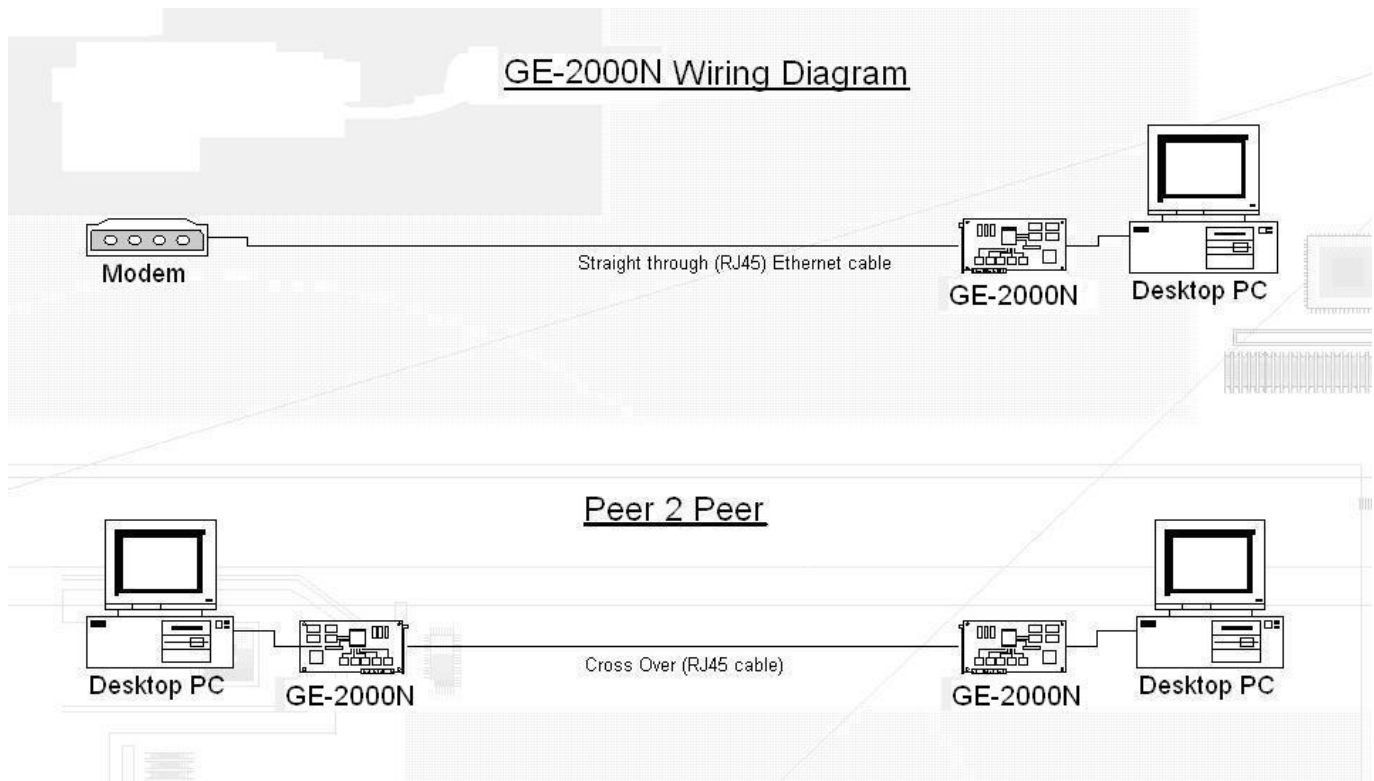 GE-2000N Wiring Diagram
Modem
Straight through (RJ45) Ethernet cable
GE-2000N
Desktop PC
Peer 2 Peer
Desktop PC
GE-2000N
Cross Over (RJ45 cable)
GE-2000N
Desktop PC